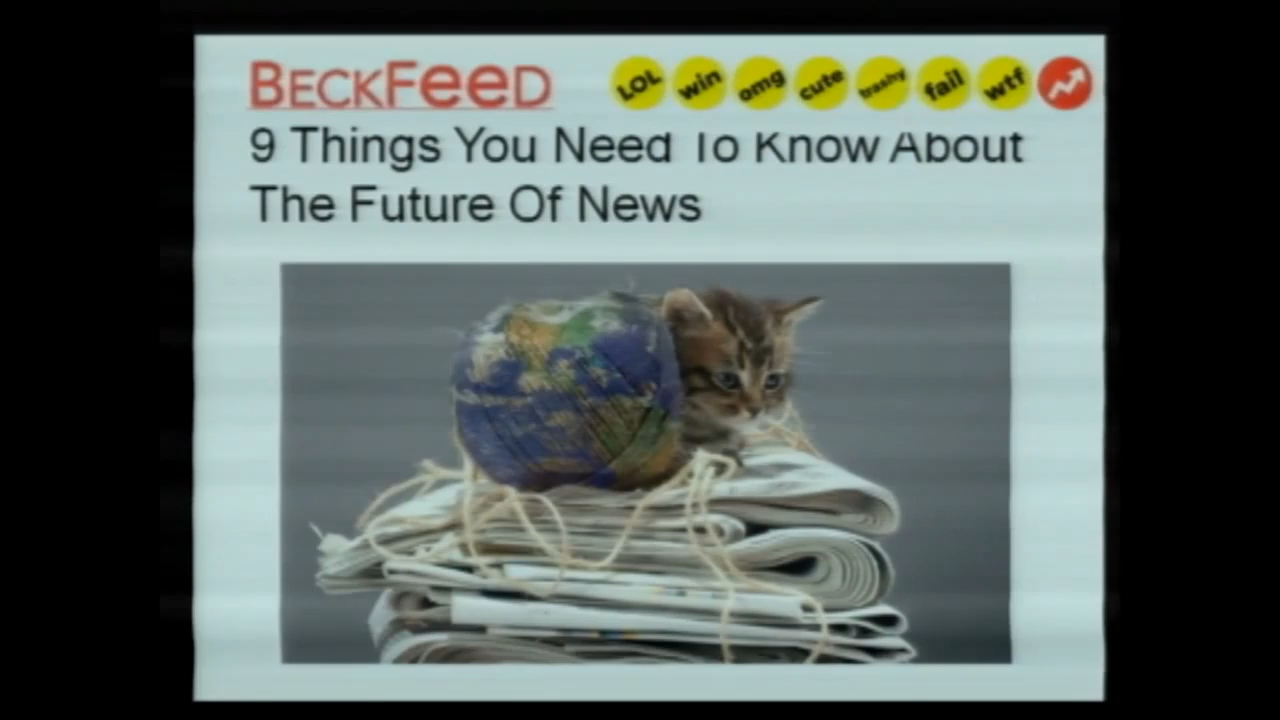 BECKFEED
LOL win omg cute trashy fail wtf
9 Things You Need To Know About
The Future Of News